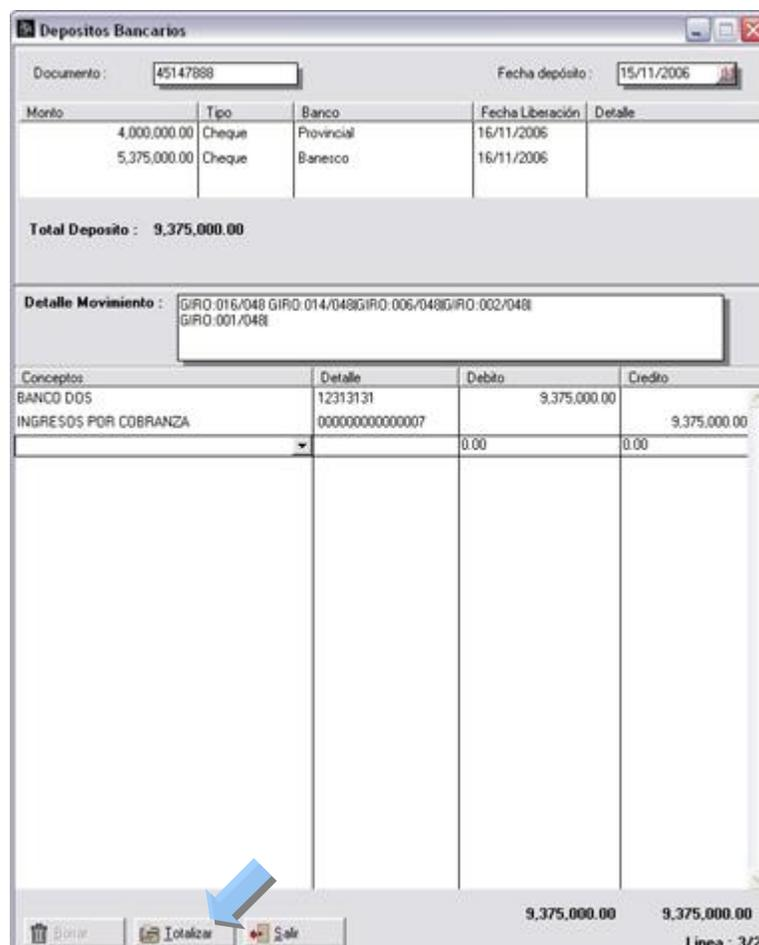 Depositos Bancarios
Documento : 45147888 Fecha depósito : 15/11/2006
Monto Tipo Banco Fecha Liberación Detalle
4,000,000.00 Cheque Provincial 16/11/2006
5,375,000.00 Cheque Banesco 16/11/2006
Total Deposito : 9,375,000.00
Detalle Movimiento : GIRO:016/048 GIRO:014/048|GIRO:006/048|GIRO:002/048|
GIRO:001/048|
Conceptos Detalle Debito Credito
BANCO DOS 12313131 9,375,000.00
INGRESOS POR COBRANZA 000000000000007 9,375,000.00
0.00 0.00
9,375,000.00 9,375,000.00
Borrar Totalizar Salir
Linea : 3/2